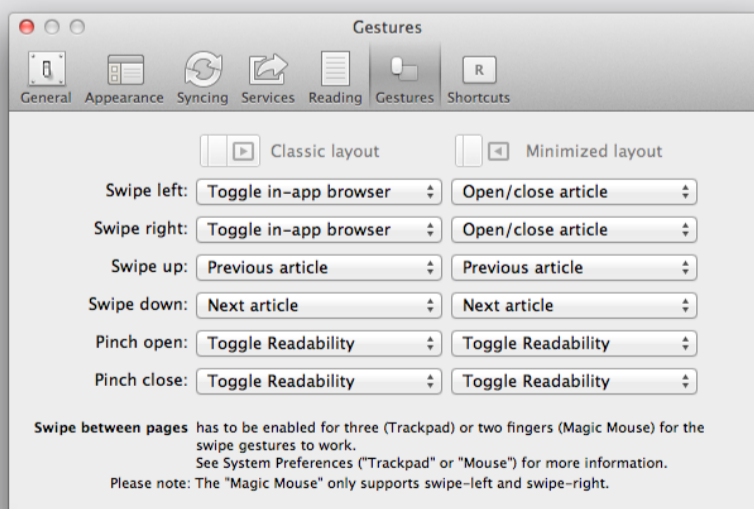 Gestures
General Appearance Syncing Services Reading Gestures R Shortcuts
Classic layout Minimized layout
Swipe left: Toggle in-app browser Open/close article
Swipe right: Toggle in-app browser Open/close article
Swipe up: Previous article Previous article
Swipe down: Next article Next article
Pinch open: Toggle Readability Toggle Readability
Pinch close: Toggle Readability Toggle Readability
Swipe between pages has to be enabled for three (Trackpad) or two fingers (Magic Mouse) for the
swipe gestures to work.
See System Preferences ("Trackpad" or "Mouse") for more information.
Please note: The "Magic Mouse" only supports swipe-left and swipe-right.